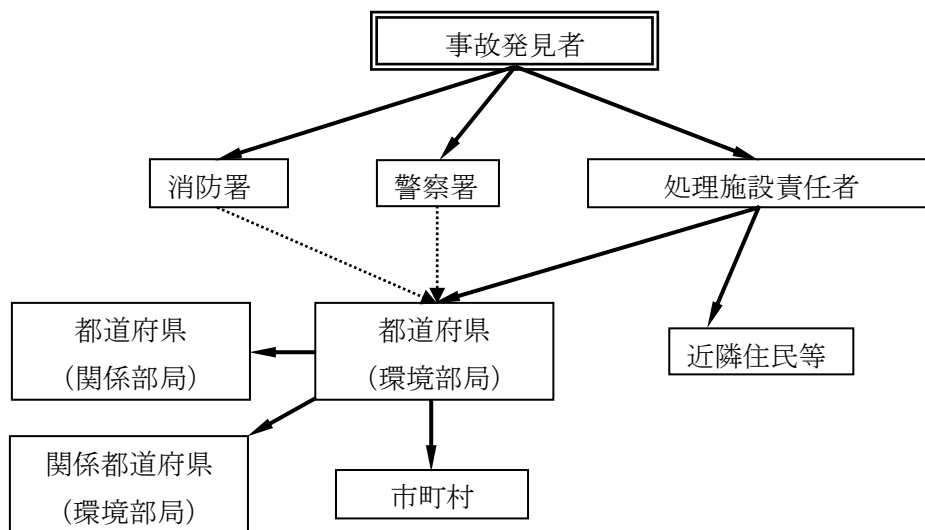 事故発見者
消防署
警察署
処理施設責任者
都道府県
（関係部局）
都道府県
（環境部局）
近隣住民等
関係都道府県
（環境部局）
市町村